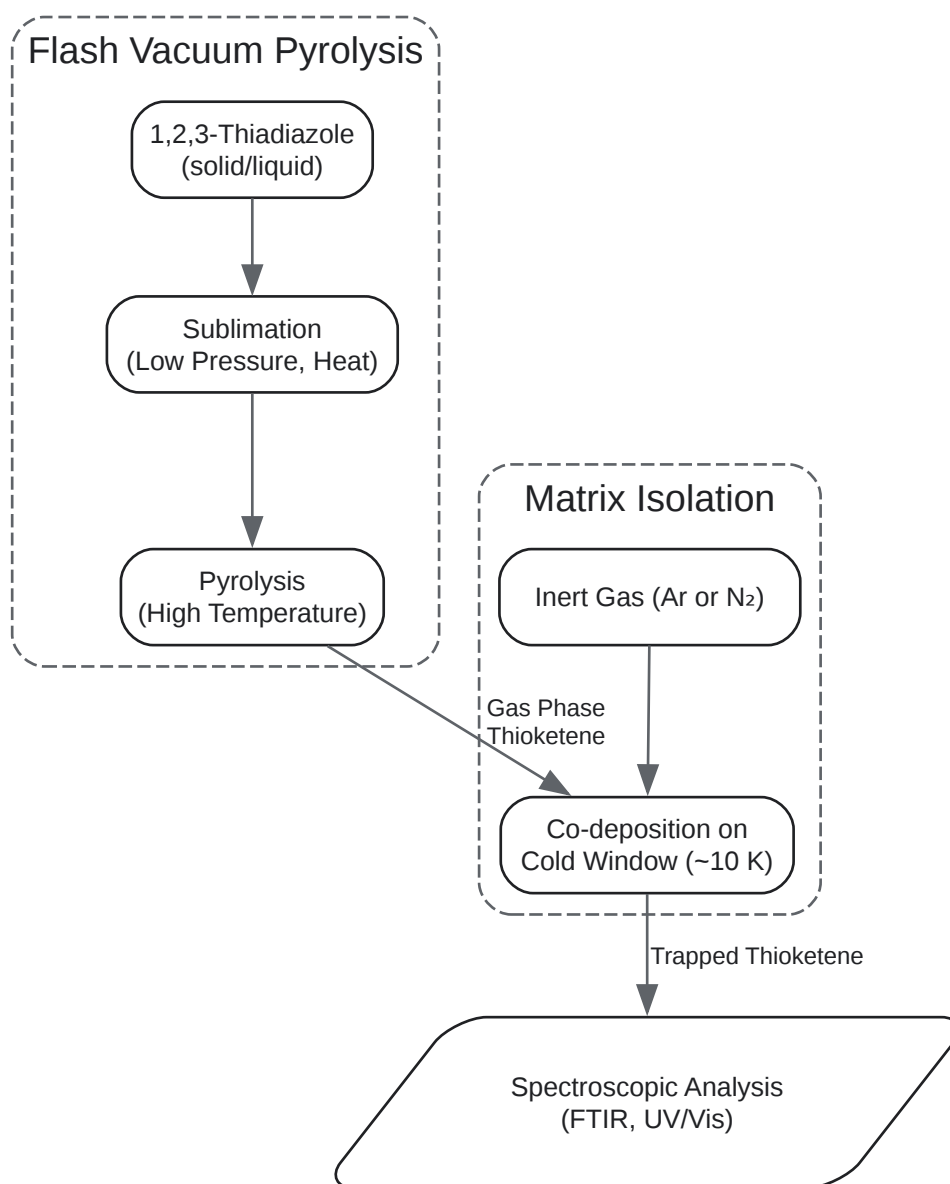 Flash Vacuum Pyrolysis
1,2,3-Thiadiazole
(solid/liquid)
Sublimation
(Low Pressure, Heat)
Pyrolysis
(High Temperature)
Matrix Isolation
Inert Gas (Ar or N₂)
Gas Phase
Thioketene
Co-deposition on
Cold Window (~10 K)
Trapped Thioketene
Spectroscopic Analysis
(FTIR, UV/Vis)